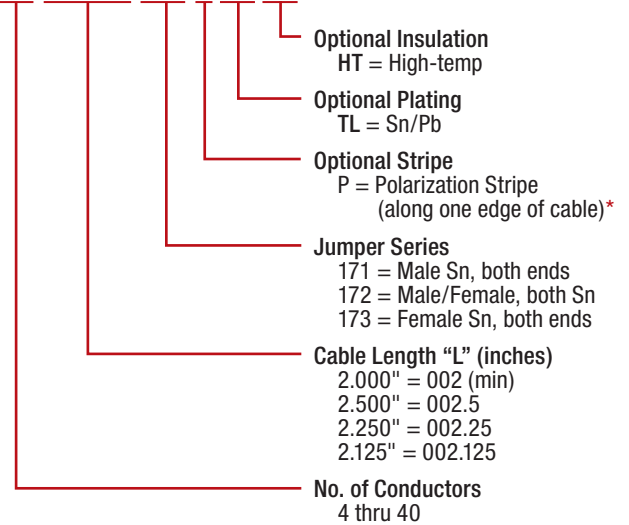 Optional Insulation
HT = High-temp
Optional Plating
TL = Sn/Pb
Optional Stripe
P = Polarization Stripe
(along one edge of cable)*
Jumper Series
171 = Male Sn, both ends
172 = Male/Female, both Sn
173 = Female Sn, both ends
Cable Length “L” (inches)
2.000" = 002 (min)
2.500" = 002.5
2.250" = 002.25
2.125" = 002.125
No. of Conductors
4 thru 40